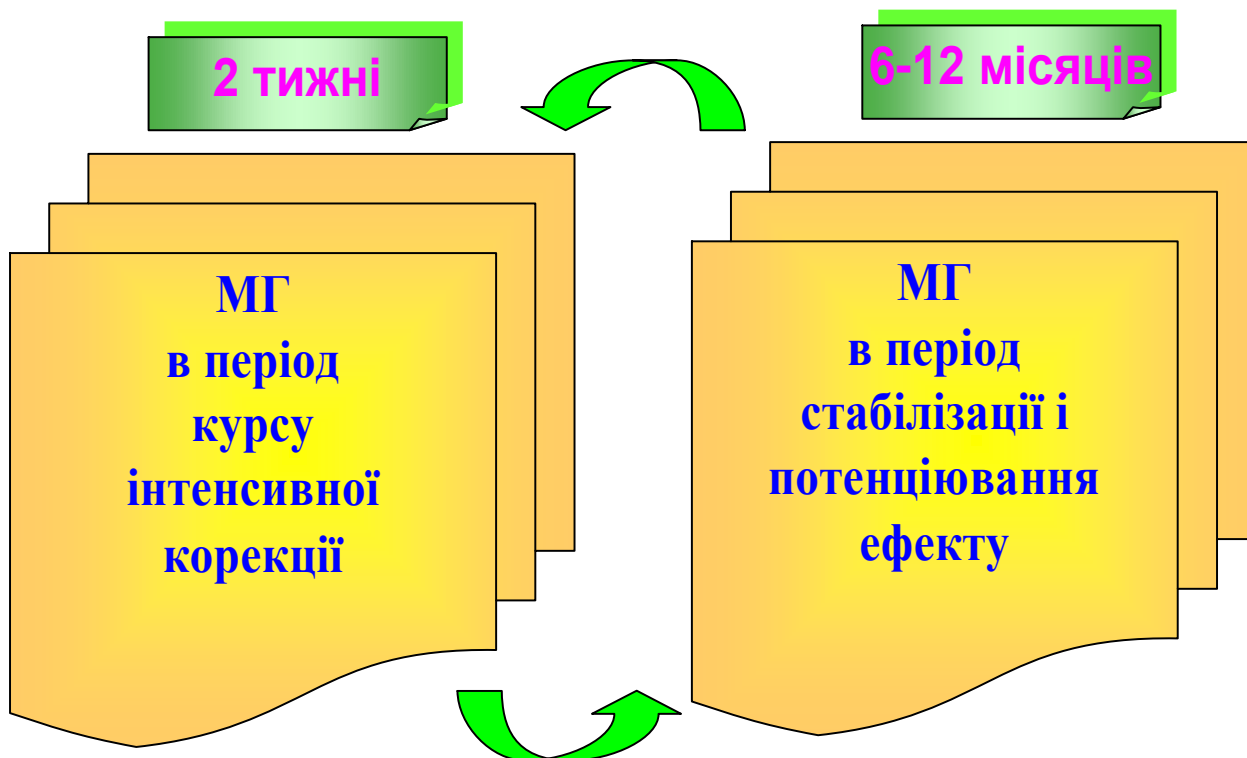 2 тижні
6-12 місяців
МГ
в період
курсу
інтенсивної
корекції
МГ
в період
стабілізації і
потенціювання
ефекту